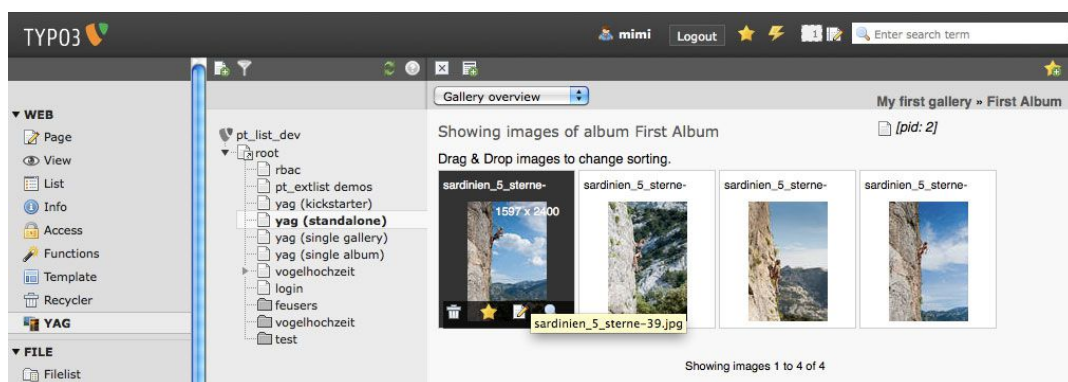 TYPO3
mimi
Logout
1
Enter search term
Gallery overview
My first gallery » First Album
[pid: 2]
WEB
Page
View
List
Info
Access
Functions
Template
Recycler
YAG
FILE
Filelist
pt_list_dev
root
rbac
pt_extlist demos
yag (kickstarter)
yag (standalone)
yag (single gallery)
yag (single album)
vogelhochzeit
login
feusers
vogelhochzeit
test
Showing images of album First Album
Drag & Drop images to change sorting.
sardinien_5_sterne- sardinien_5_sterne- sardinien_5_sterne- sardinien_5_sterne-
1597 x 2400
sardinien_5_sterne-39.jpg
Showing images 1 to 4 of 4